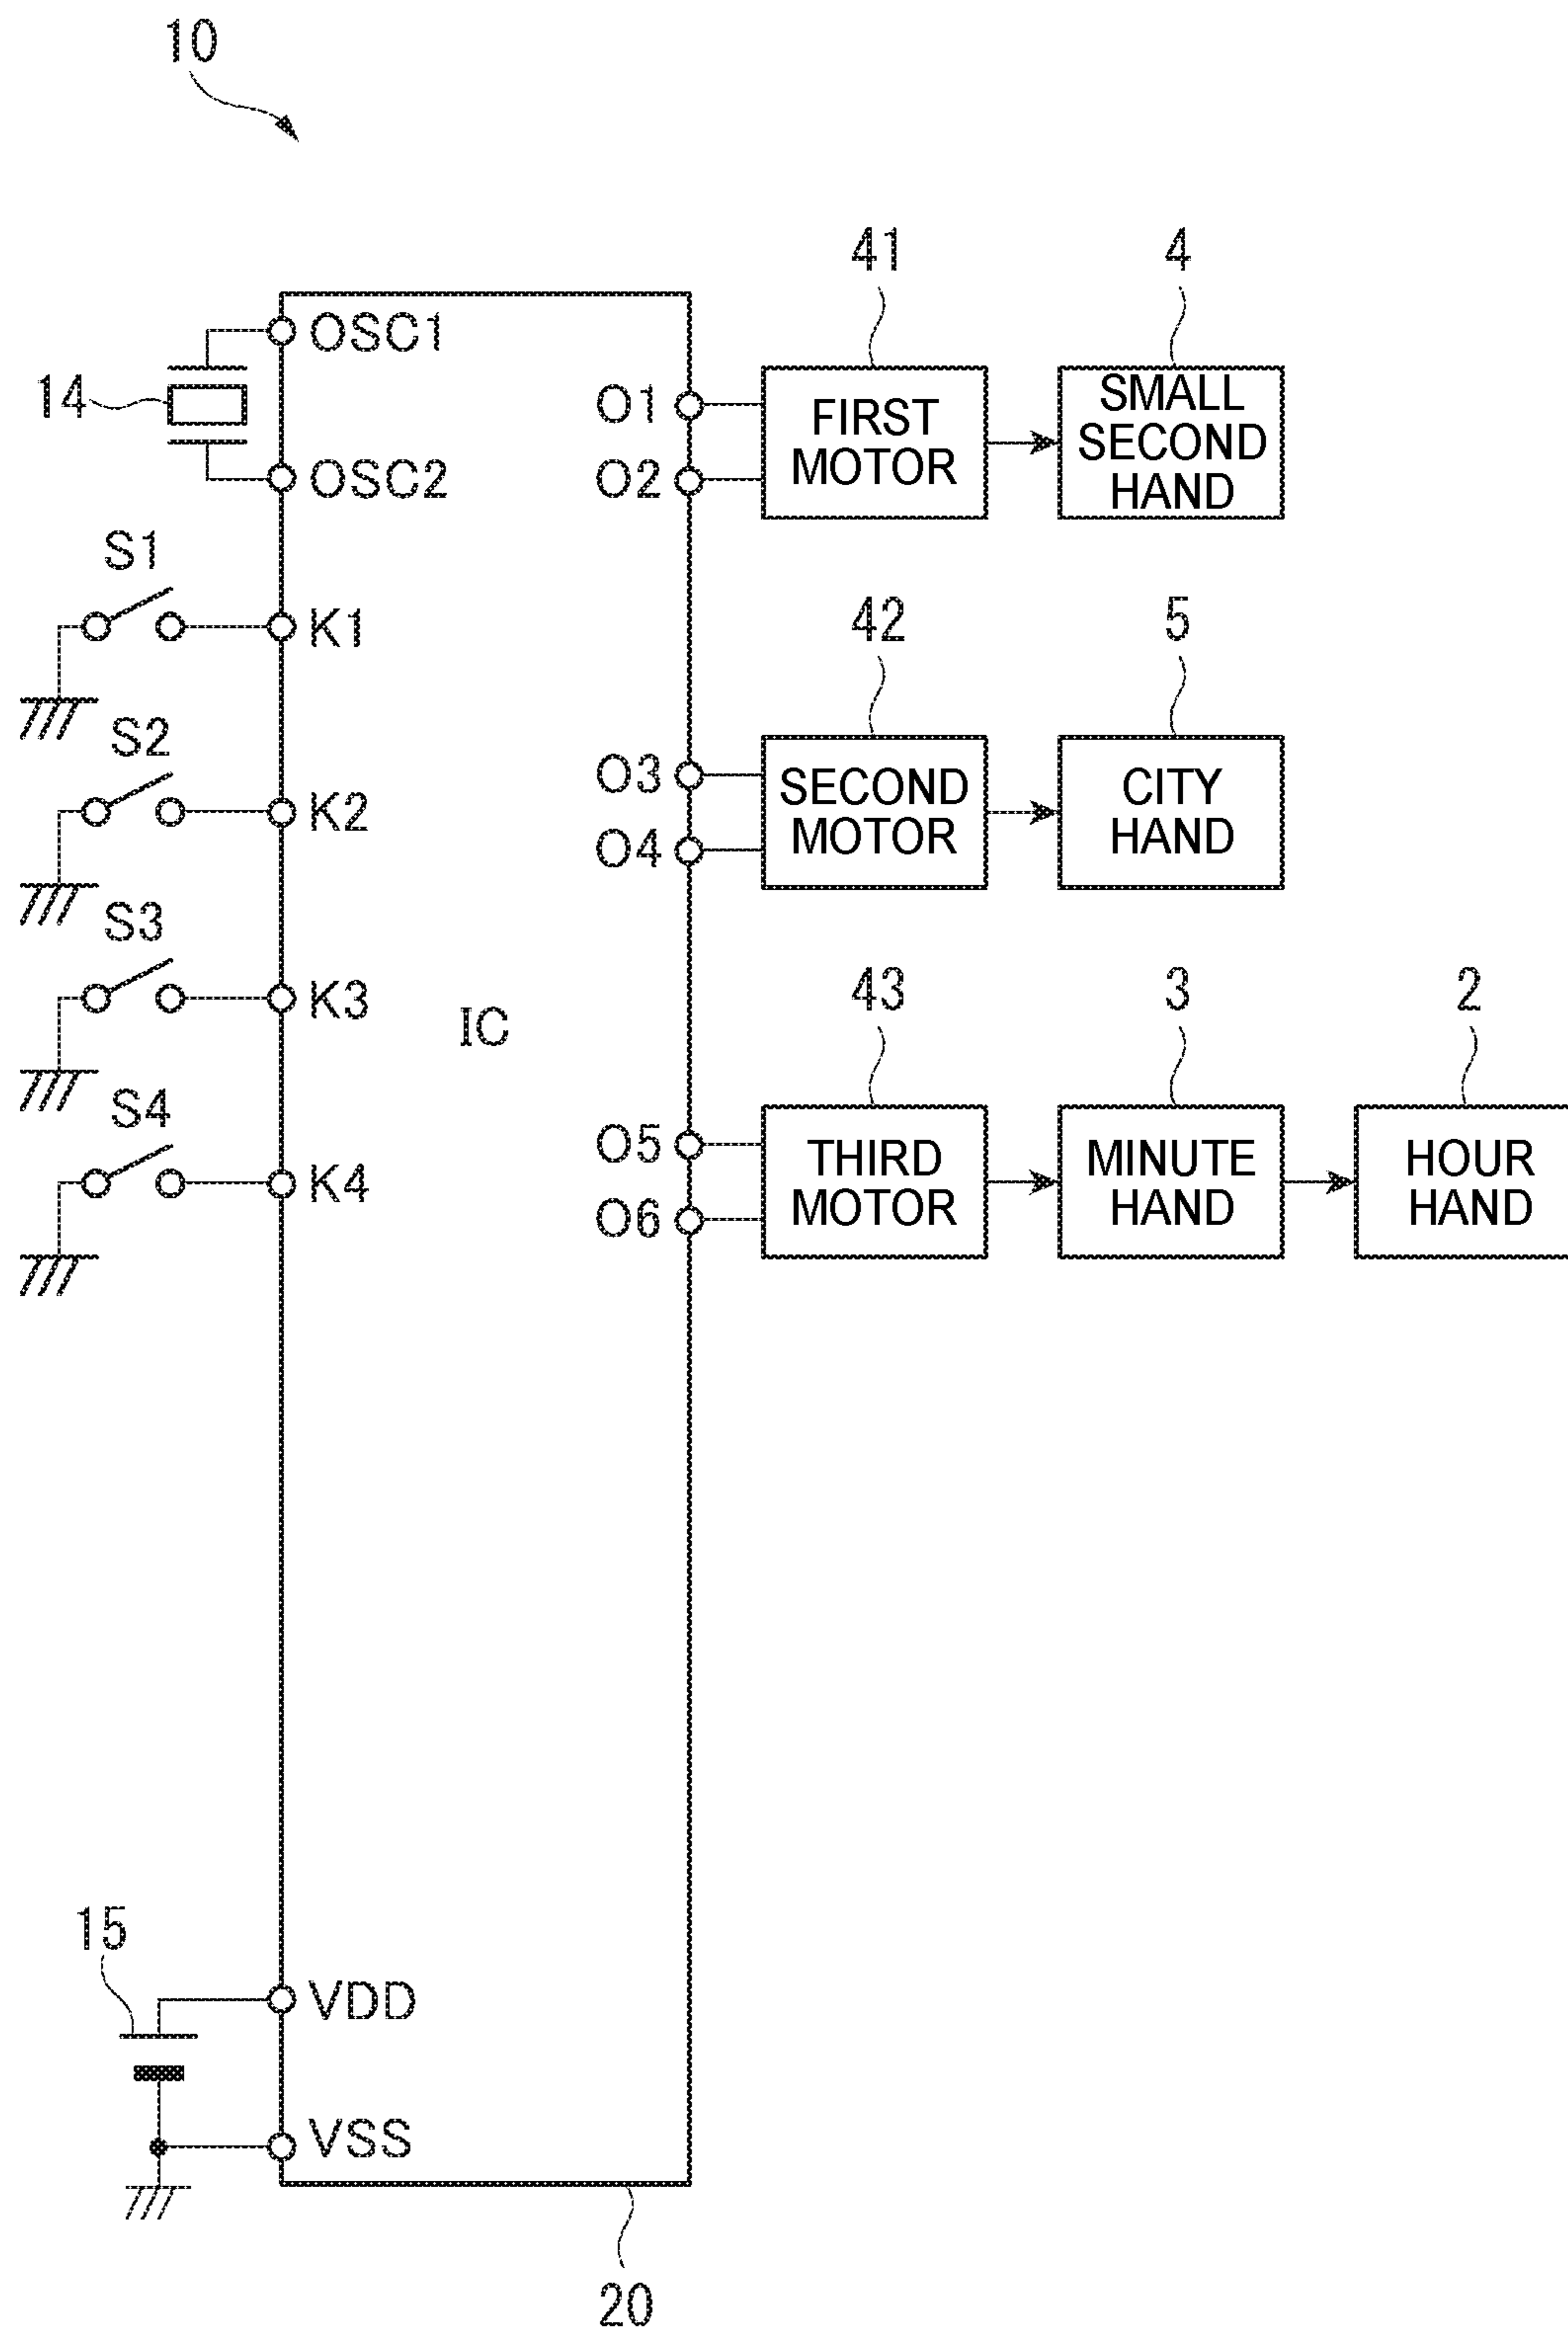 10
41
4
OSC1
14
O1
FIRST
MOTOR
SMALL
SECOND
HAND
OSC2
O2
S1
K1
42
5
S2
K2
O3
SECOND
MOTOR
CITY
HAND
O4
S3
K3
IC
43
3
2
S4
K4
O5
THIRD
MOTOR
MINUTE
HAND
HOUR
HAND
O6
15
VDD
VSS
20